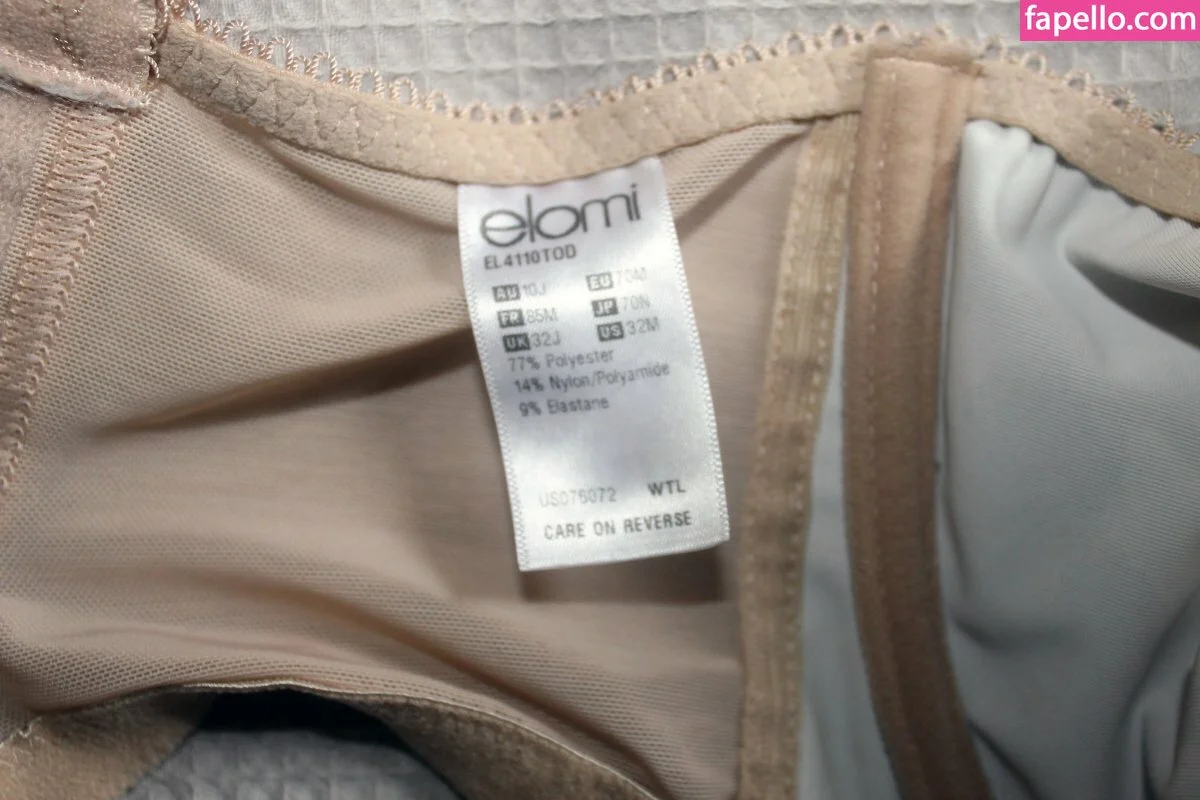 fapello.com
elomi
EL4110TOD
AU 10J EU 70M
FR 85M JP 70N
UK 32J US 32M
77% Polyester
14% Nylon/Polyamide
9% Elastane
US076072 WTL
CARE ON REVERSE